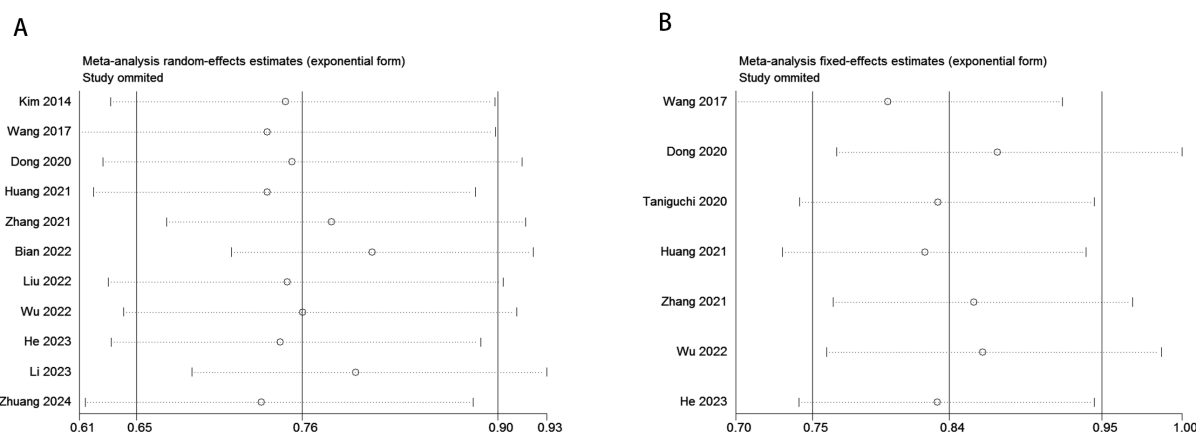 A
Meta-analysis random-effects estimates (exponential form)
Study ommited
Kim 2014
Wang 2017
Dong 2020
Huang 2021
Zhang 2021
Bian 2022
Liu 2022
Wu 2022
He 2023
Li 2023
Zhuang 2024
0.61 0.65 0.76 0.90 0.93
B
Meta-analysis fixed-effects estimates (exponential form)
Study ommited
Wang 2017
Dong 2020
Taniguchi 2020
Huang 2021
Zhang 2021
Wu 2022
He 2023
0.70 0.75 0.84 0.95 1.00